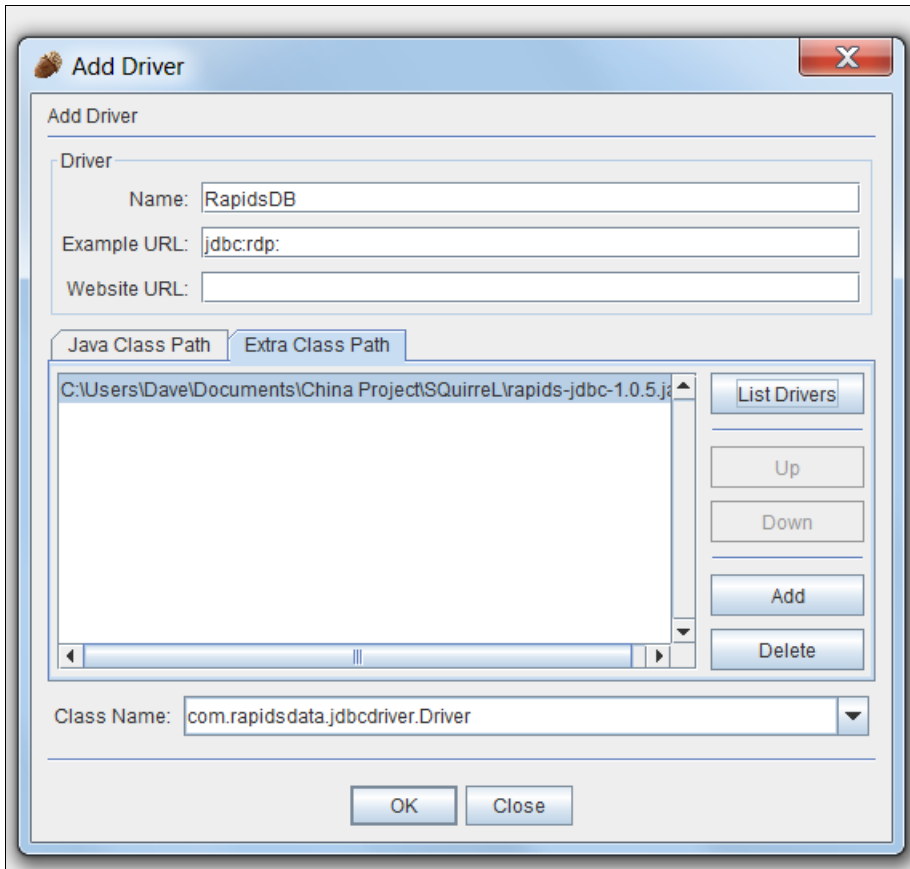 Add Driver
Add Driver
Driver
Name: RapidsDB
Example URL: jdbc:rdp:
Website URL:
Java Class Path Extra Class Path
C:\Users\Dave\Documents\China Project\SQuirreL\rapids-jdbc-1.0.5.ja
List Drivers
Up
Down
Add
Delete
Class Name: com.rapidsdata.jdbcdriver.Driver
OK Close